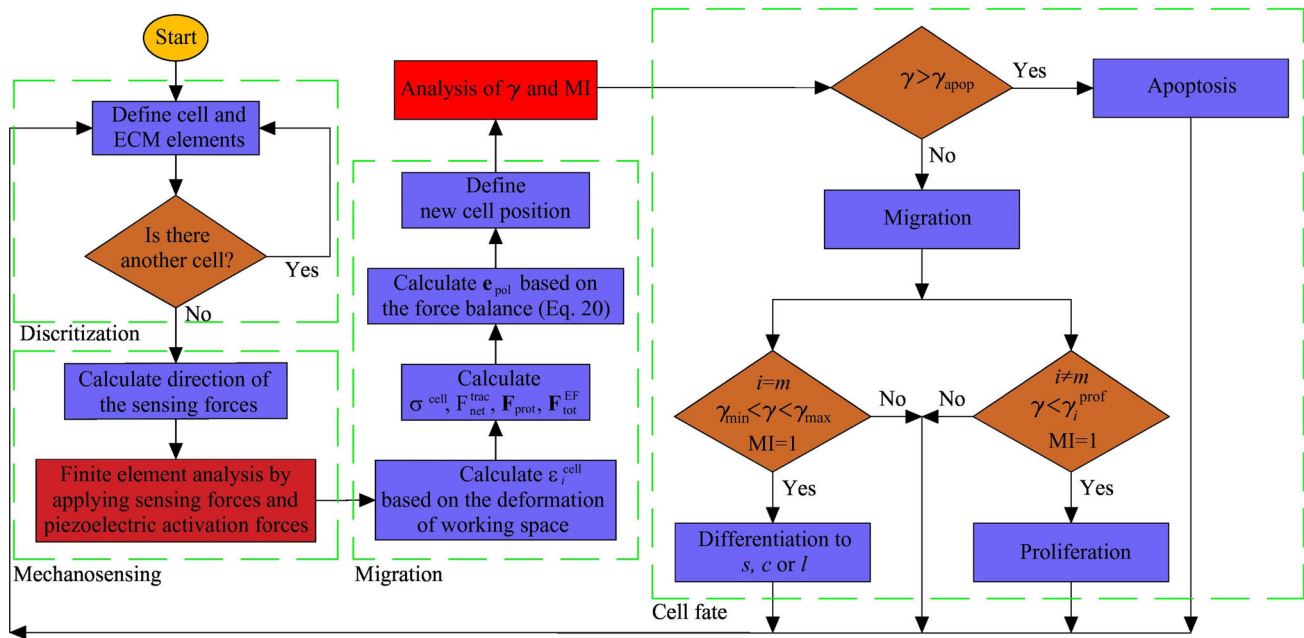 Start
Define cell and
ECM elements
Is there
another cell?
Yes
No
Discritization
Calculate direction of
the sensing forces
Finite element analysis by
applying sensing forces and
piezoelectric activation forces
Mechanosensing
Analysis of γ and MI
Define
new cell position
Calculate e_pol based on
the force balance (Eq. 20)
Calculate
σ^cell, F_net^trac, F_prot, F_tot^EF
Calculate ε_i^cell
based on the deformation
of working space
Migration
γ>γ_apop
Yes
Apoptosis
No
Migration
i=m
γ_min<γ<γ_max
MI=1
No
Yes
Differentiation to
s, c or l
i≠m
γ<γ_i^prof
MI=1
No
Yes
Proliferation
Cell fate